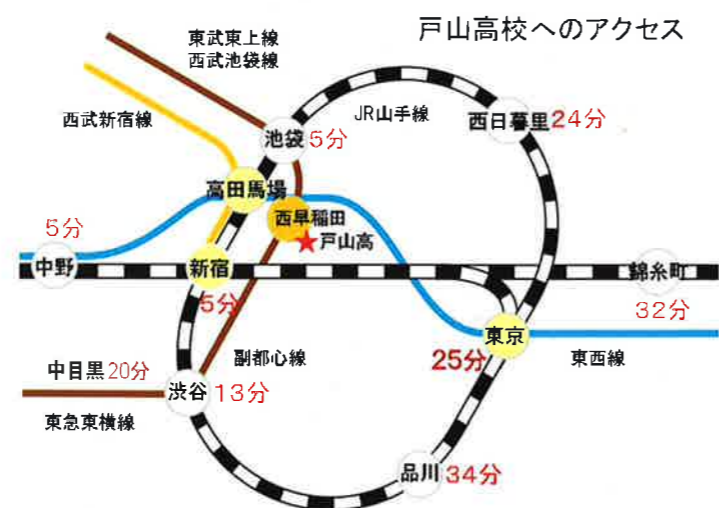 戸山高校へのアクセス
東武東上線
西武池袋線
西武新宿線
JR山手線
池袋 5分
西日暮里 24分
高田馬場
西早稲田
戸山高
5分
中野
新宿
5分
錦糸町
32分
東京
25分
東西線
副都心線
中目黒 20分
渋谷 13分
東急東横線
品川 34分